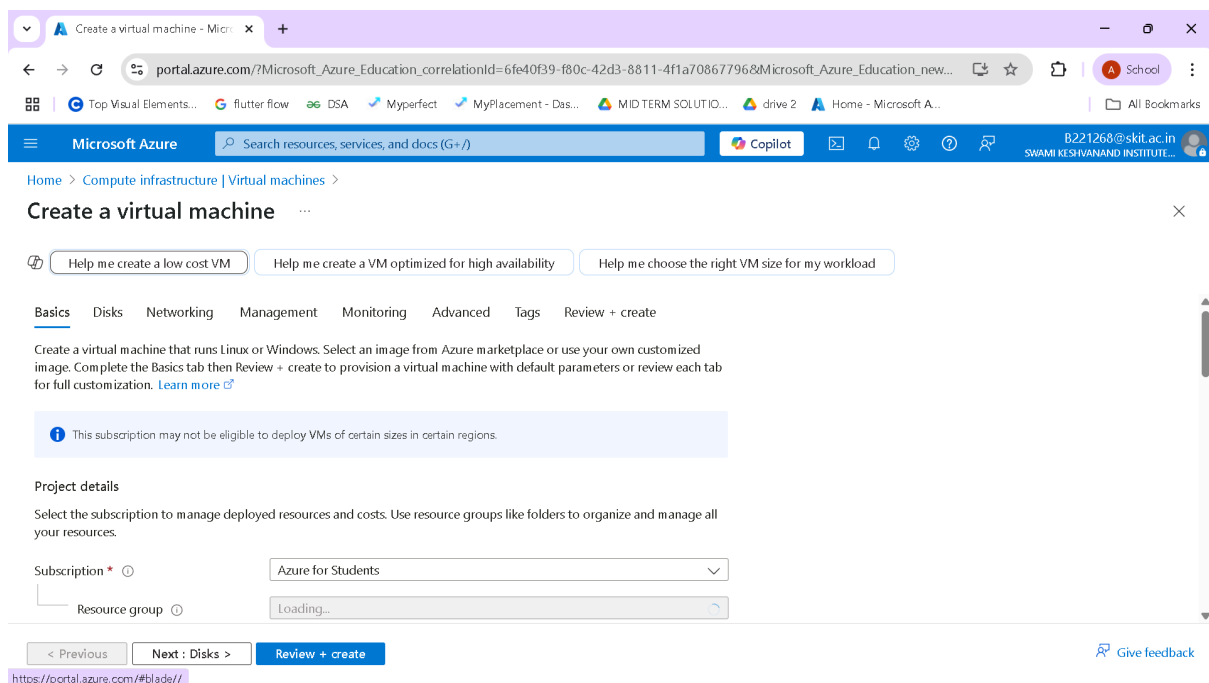 Create a virtual machine - Micr
portal.azure.com/?Microsoft_Azure_Education_correlationId=6fe40f39-f80c-42d3-8811-4f1a70867796&Microsoft_Azure_Education_new...
A School
Top Visual Elements... flutter flow DSA Myperfect MyPlacement - Das... MID TERM SOLUTIO... drive 2 Home - Microsoft A... All Bookmarks
Microsoft Azure Search resources, services, and docs (G+/) Copilot B221268@skit.ac.in
SWAMI KESHVANAND INSTITUTE...
Home > Compute infrastructure | Virtual machines >
Create a virtual machine ...
Help me create a low cost VM Help me create a VM optimized for high availability Help me choose the right VM size for my workload
Basics Disks Networking Management Monitoring Advanced Tags Review + create
Create a virtual machine that runs Linux or Windows. Select an image from Azure marketplace or use your own customized
image. Complete the Basics tab then Review + create to provision a virtual machine with default parameters or review each tab
for full customization. Learn more
This subscription may not be eligible to deploy VMs of certain sizes in certain regions.
Project details
Select the subscription to manage deployed resources and costs. Use resource groups like folders to organize and manage all
your resources.
Subscription * Azure for Students
Resource group Loading...
< Previous Next : Disks > Review + create Give feedback
https://portal.azure.com/#blade//